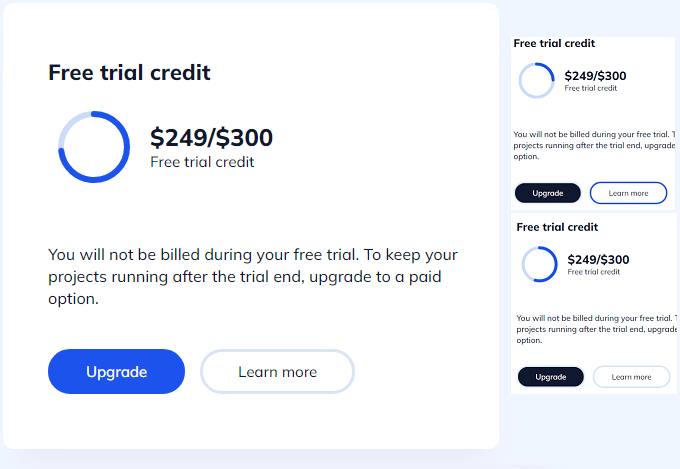 Free trial credit
$249/$300
Free trial credit
You will not be billed during your free trial. To keep your
projects running after the trial end, upgrade to a paid
option.
Upgrade
Learn more
Free trial credit
$249/$300
Free trial credit
You will not be billed during your free trial. T
projects running after the trial end, upgrade
option.
Upgrade
Learn more
Free trial credit
$249/$300
Free trial credit
You will not be billed during your free trial. T
projects running after the trial end, upgrade
option.
Upgrade
Learn more